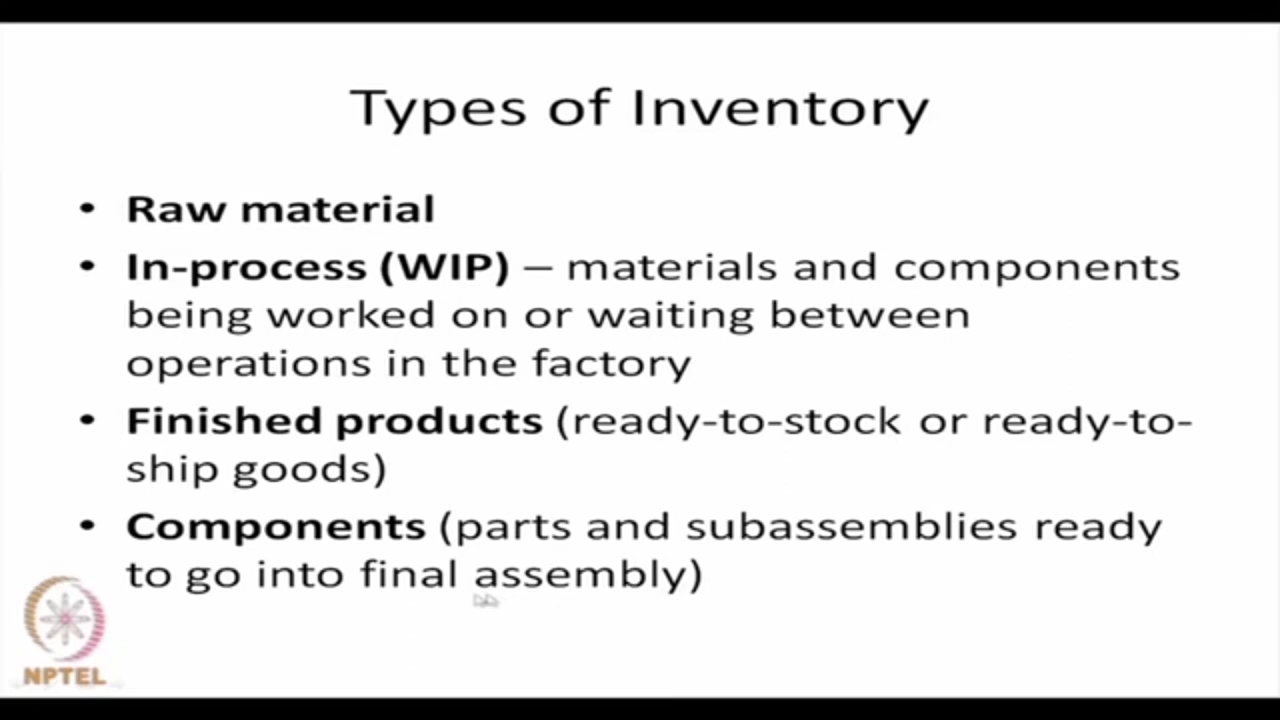 Types of Inventory
• Raw material
• In-process (WIP) – materials and components
being worked on or waiting between
operations in the factory
• Finished products (ready-to-stock or ready-to-
ship goods)
• Components (parts and subassemblies ready
to go into final assembly)
NPTEL